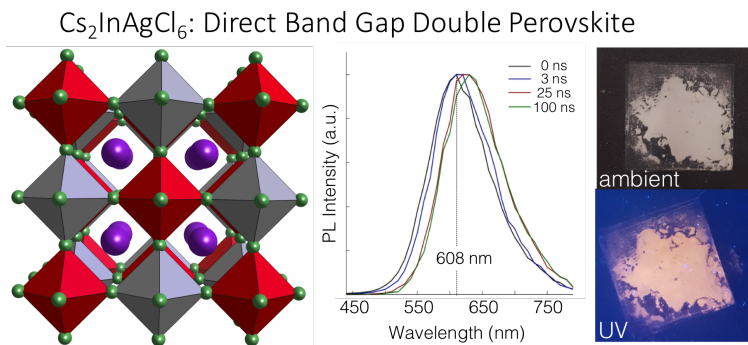 Cs₂InAgCl₆: Direct Band Gap Double Perovskite
PL Intensity (a.u.)
0 ns
3 ns
25 ns
100 ns
608 nm
450 550 650 750
Wavelength (nm)
ambient
UV